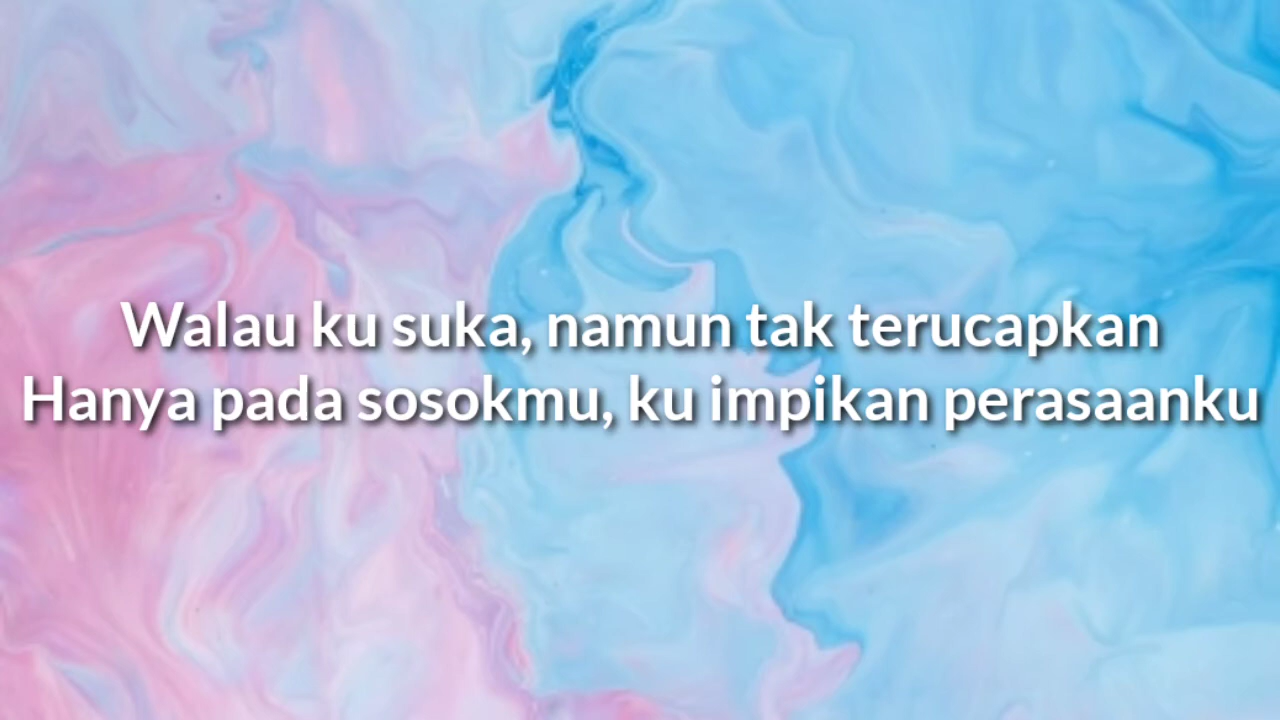 Walau ku suka, namun tak terucapkan
Hanya pada sosokmu, ku impikan perasaanku